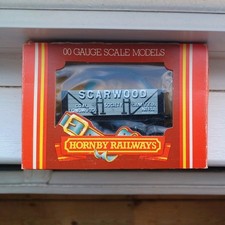 00 GAUGE SCALE MODELS
SCARWOOD
HORNBY RAILWAYS